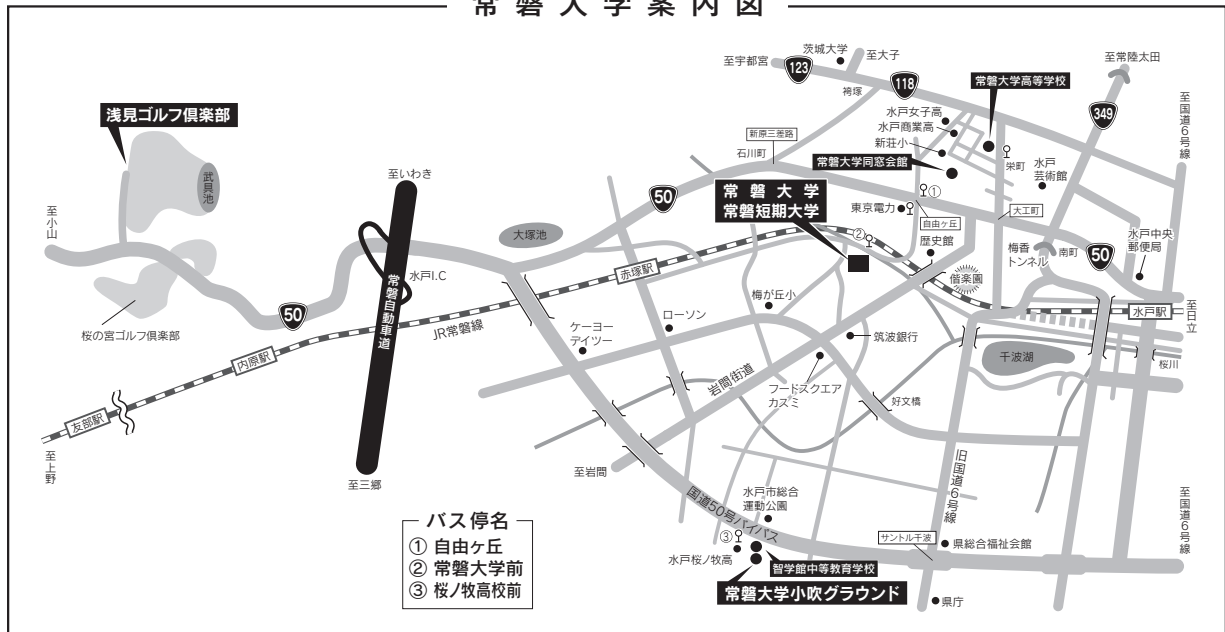 常磐大学案内図
浅見ゴルフ倶楽部
武具池
至小山
50
桜の宮ゴルフ倶楽部
内原駅
友部駅
至上野
至いわき
常磐自動車道
水戸I.C
至三郷
JR常磐線
大塚池
赤塚駅
50
石川町
新原三差路
至宇都宮
123
茨城大学
至大子
袴塚
118
常磐大学高等学校
水戸女子高
水戸商業高
新荘小
常磐大学同窓会館
栄町
水戸
芸術館
至常陸太田
349
至国道6号線
常磐大学
常磐短期大学
東京電力
①
自由ヶ丘
大工町
②
歴史館
偕楽園
梅香
トンネル
南町
50
水戸中央
郵便局
水戸駅
至日立
桜川
千波湖
梅が丘小
ローソン
ケーヨー
デイツー
筑波銀行
岩間街道
フードスクエア
カスミ
好文橋
至岩間
国道50号バイパス
水戸市総合
運動公園
③
水戸桜ノ牧高
智学館中等教育学校
常磐大学小吹グラウンド
旧国道6号線
サントル千波
県総合福祉会館
県庁
至国道6号線
バス停名
① 自由ヶ丘
② 常磐大学前
③ 桜ノ牧高校前